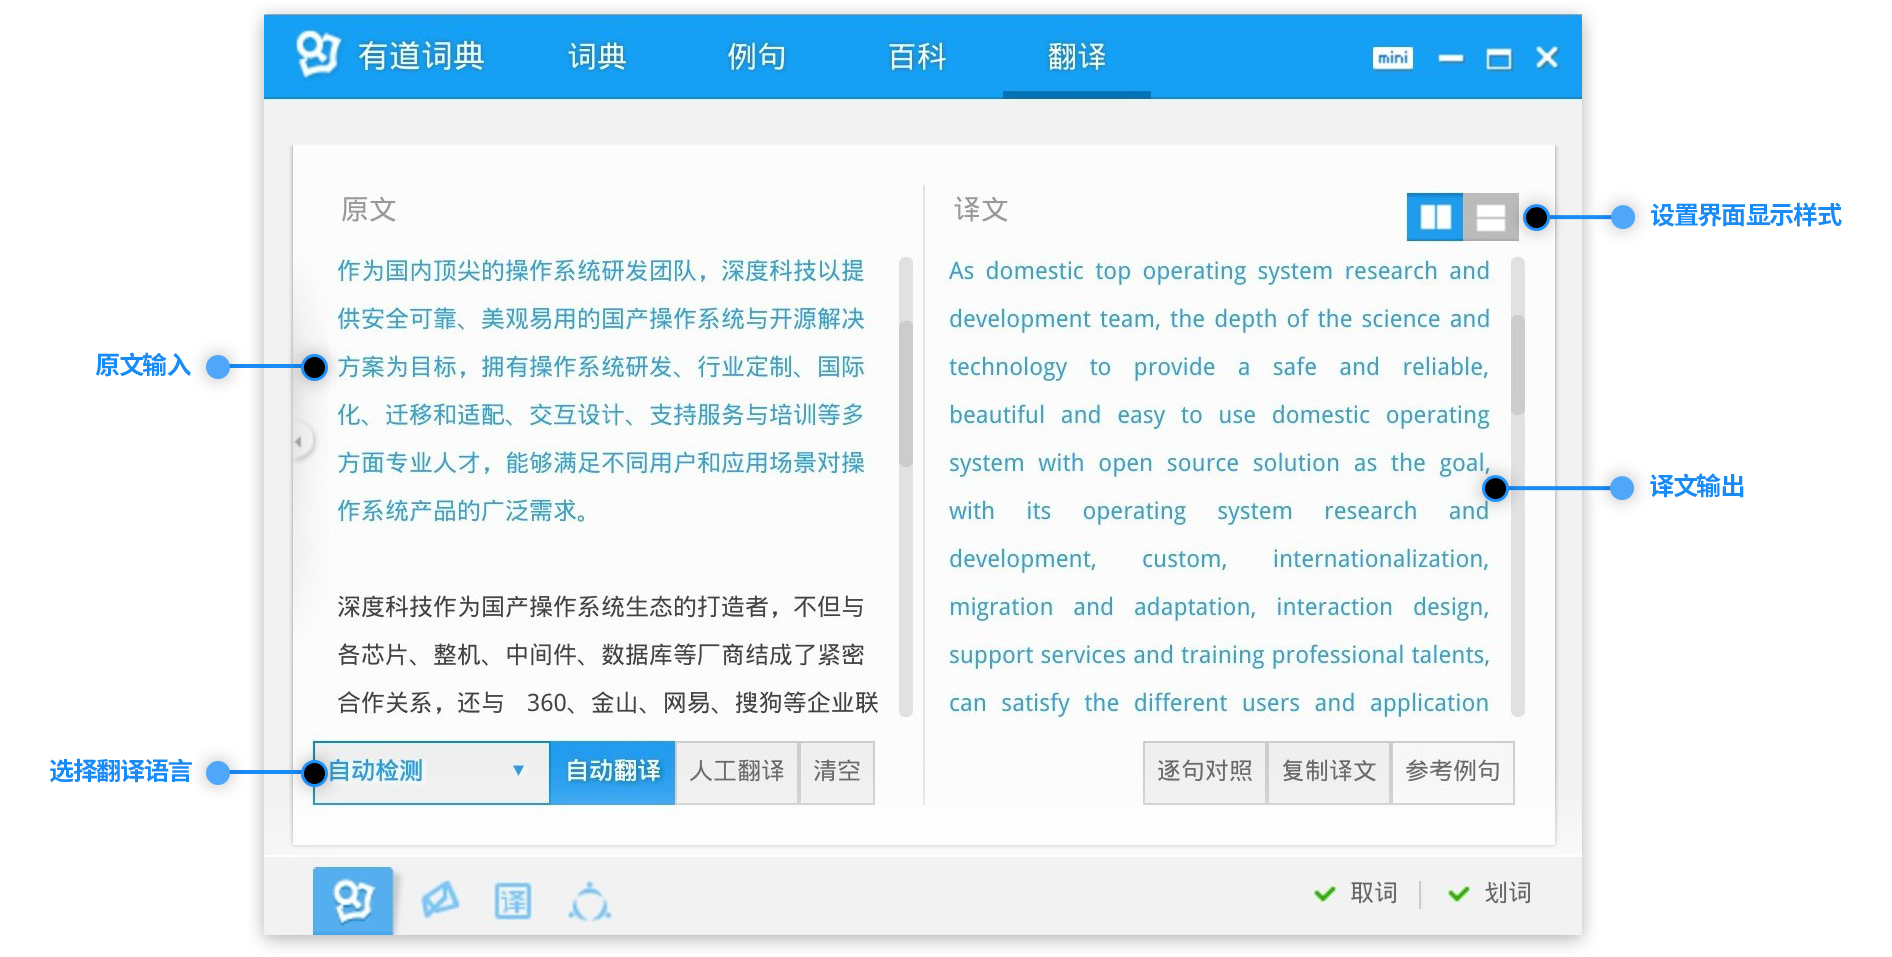 有道词典
词典
例句
百科
翻译
mini
原文
作为国内顶尖的操作系统研发团队，深度科技以提
供安全可靠、美观易用的国产操作系统与开源解决
方案为目标，拥有操作系统研发、行业定制、国际
化、迁移和适配、交互设计、支持服务与培训等多
方面专业人才，能够满足不同用户和应用场景对操
作系统产品的广泛需求。
深度科技作为国产操作系统生态的打造者，不但与
各芯片、整机、中间件、数据库等厂商结成了紧密
合作关系，还与 360、金山、网易、搜狗等企业联
译文
As domestic top operating system research and
development team, the depth of the science and
technology to provide a safe and reliable,
beautiful and easy to use domestic operating
system with open source solution as the goal,
with its operating system research and
development, custom, internationalization,
migration and adaptation, interaction design,
support services and training professional talents,
can satisfy the different users and application
设置界面显示样式
原文输入
译文输出
选择翻译语言
自动检测
自动翻译
人工翻译
清空
逐句对照
复制译文
参考例句
译
取词
划词